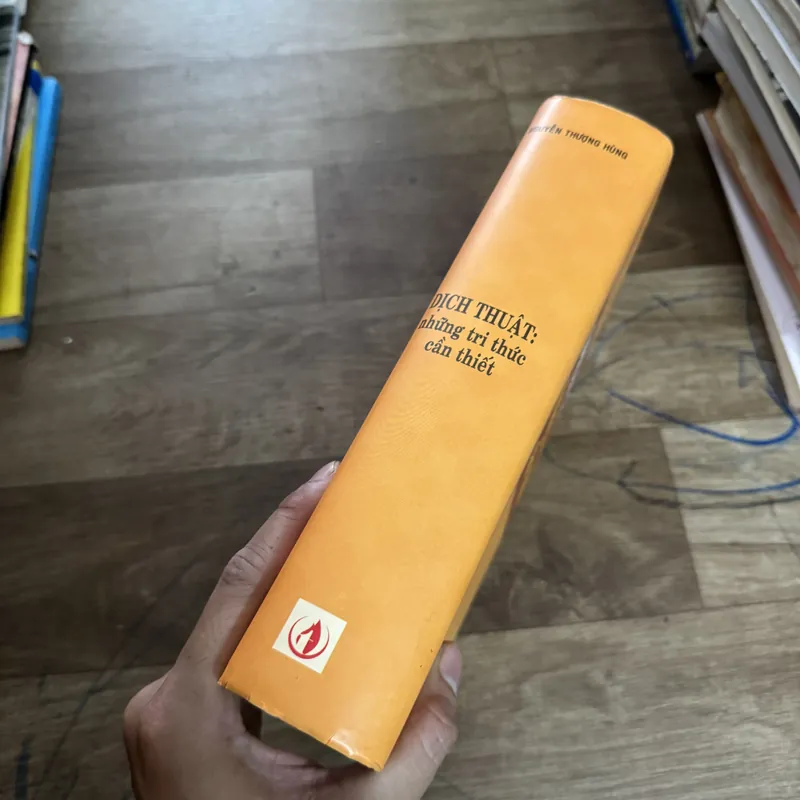 NGUYỄN THƯỢNG HÙNG
DỊCH THUẬT:
những tri thức
cần thiết